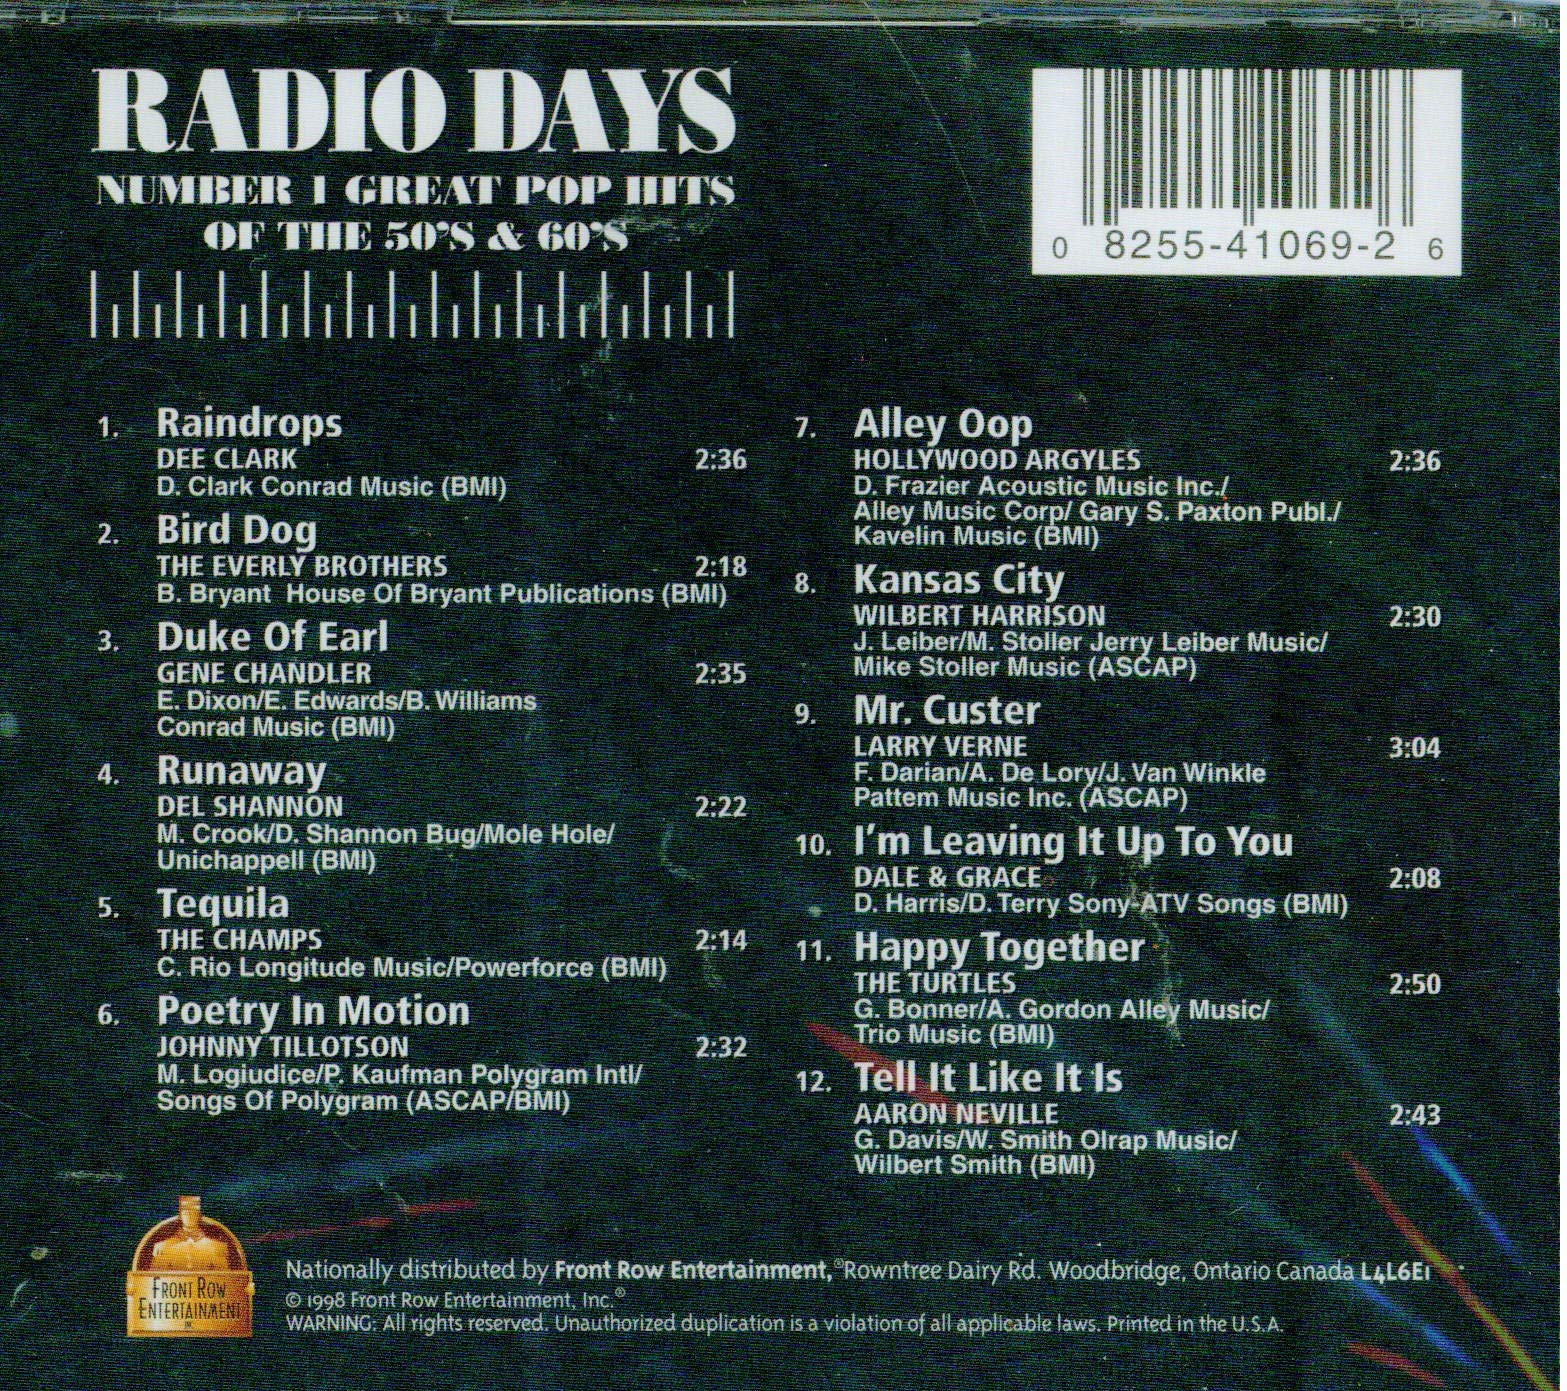 RADIO DAYS
NUMBER 1 GREAT POP HITS
OF THE 50'S & 60'S
0 8255-41069-2 6
1. Raindrops
DEE CLARK 2:36
D. Clark Conrad Music (BMI)
2. Bird Dog
THE EVERLY BROTHERS 2:18
B. Bryant House Of Bryant Publications (BMI)
3. Duke Of Earl
GENE CHANDLER 2:35
E. Dixon/E. Edwards/B. Williams
Conrad Music (BMI)
4. Runaway
DEL SHANNON 2:22
M. Crook/D. Shannon Bug/Mole Hole/
Unichappell (BMI)
5. Tequila
THE CHAMPS 2:14
C. Rio Longitude Music/Powerforce (BMI)
6. Poetry In Motion
JOHNNY TILLOTSON 2:32
M. Logiudice/P. Kaufman Polygram Intl/
Songs Of Polygram (ASCAP/BMI)
7. Alley Oop
HOLLYWOOD ARGYLES 2:36
D. Frazier Acoustic Music Inc./
Alley Music Corp/ Gary S. Paxton Publ./
Kavelin Music (BMI)
8. Kansas City
WILBERT HARRISON 2:30
J. Leiber/M. Stoller Jerry Leiber Music/
Mike Stoller Music (ASCAP)
9. Mr. Custer
LARRY VERNE 3:04
F. Darian/A. De Lory/J. Van Winkle
Pattem Music Inc. (ASCAP)
10. I'm Leaving It Up To You
DALE & GRACE 2:08
D. Harris/D. Terry Sony-ATV Songs (BMI)
11. Happy Together
THE TURTLES 2:50
G. Bonner/A. Gordon Alley Music/
Trio Music (BMI)
12. Tell It Like It Is
AARON NEVILLE 2:43
G. Davis/W. Smith Olrap Music/
Wilbert Smith (BMI)
FRONT ROW
ENTERTAINMENT
INC.
Nationally distributed by Front Row Entertainment,® Rowntree Dairy Rd. Woodbridge, Ontario Canada L4L6E1
© 1998 Front Row Entertainment, Inc.®
WARNING: All rights reserved. Unauthorized duplication is a violation of all applicable laws. Printed in the U.S.A.